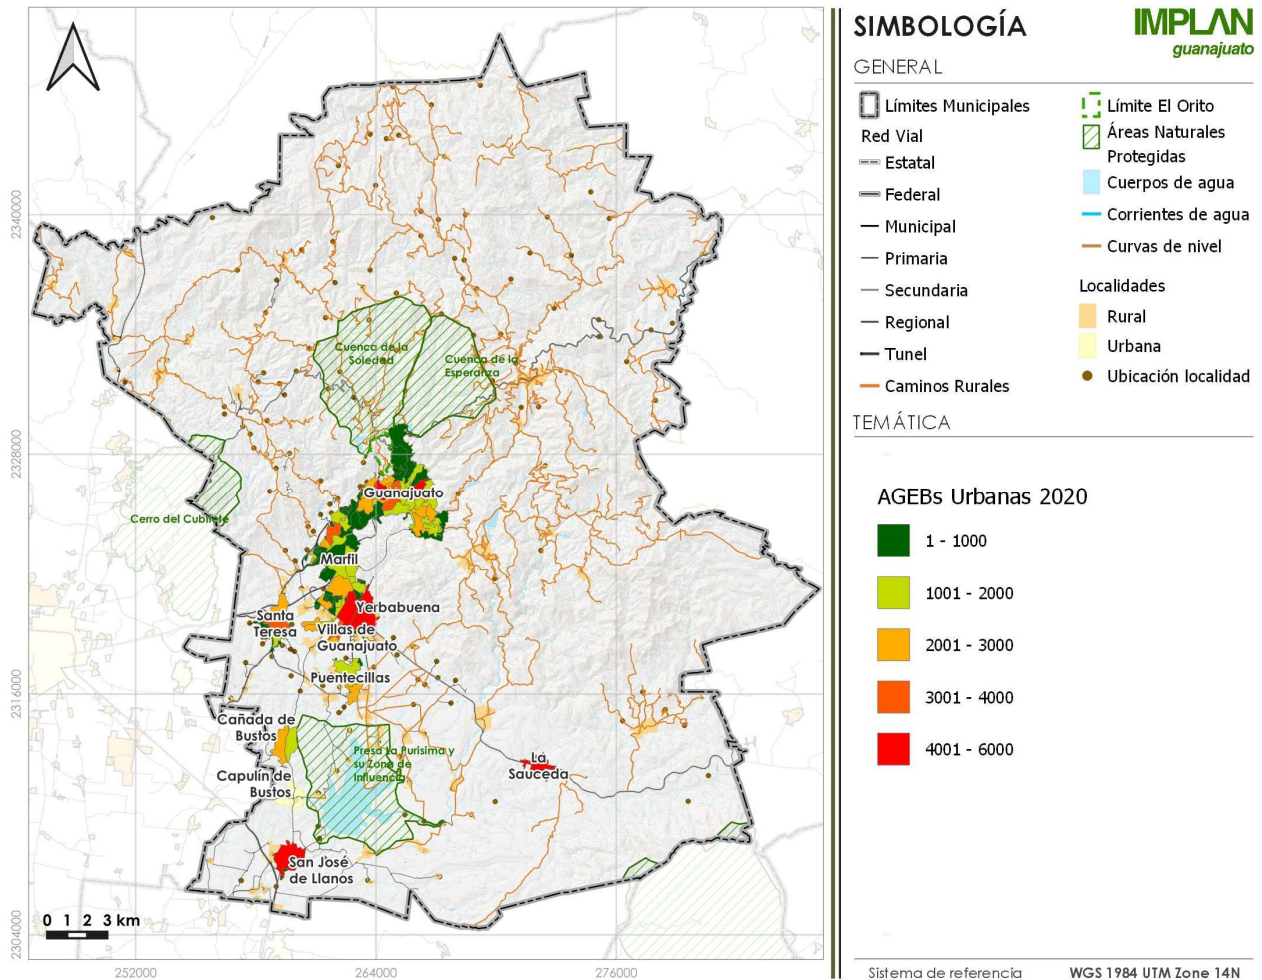 2340000
2328000
2316000
2304000
252000
264000
276000
Cuenca de la
Soledad
Cuenca de la
Esperanza
Cerro del Cubilete
Guanajuato
Marfil
Yerbabuena
Santa
Teresa
Villas de
Guanajuato
Puentecillas
Cañada de
Bustos
Presa La Purisima y
su Zona de
Influencia
Capulín de
Bustos
La
Sauceda
San José
de Llanos
0 1 2 3 km
SIMBOLOGÍA
IMPLAN
guanajuato
GENERAL
Límites Municipales
Red Vial
Estatal
Federal
Municipal
Primaria
Secundaria
Regional
Tunel
Caminos Rurales
Límite El Orito
Áreas Naturales
Protegidas
Cuerpos de agua
Corrientes de agua
Curvas de nivel
Localidades
Rural
Urbana
Ubicación localidad
TEMÁTICA
AGEBs Urbanas 2020
1 - 1000
1001 - 2000
2001 - 3000
3001 - 4000
4001 - 6000
Sistema de referencia WGS 1984 UTM Zone 14N